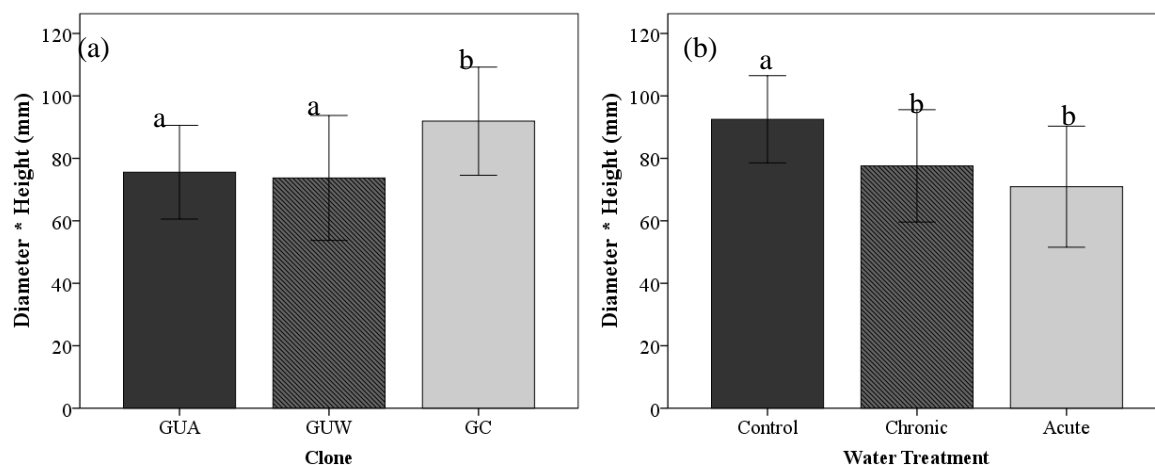 (a)
Diameter * Height (mm)
120
100
80
60
40
20
0
a
a
b
GUA GUW GC
Clone
(b)
Diameter * Height (mm)
120
100
80
60
40
20
0
a
b
b
Control Chronic Acute
Water Treatment